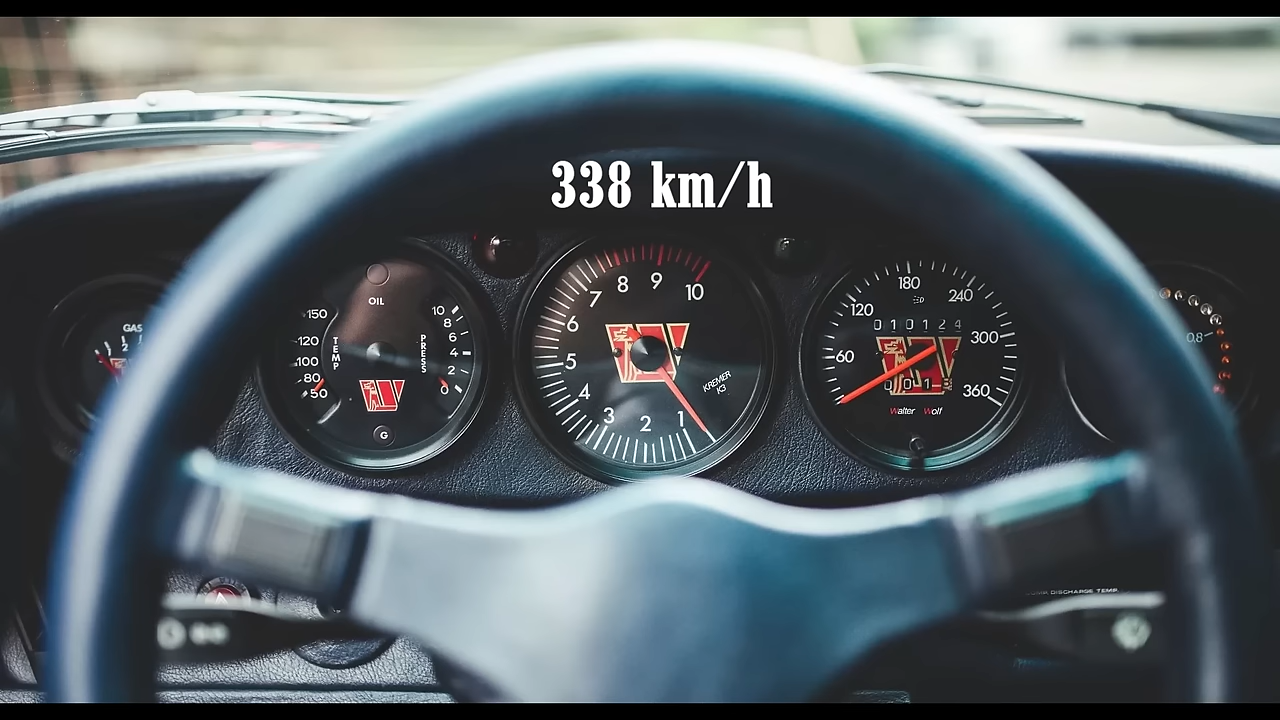 338 km/h
GAS
OIL
150
120
100
80
50
TEMP
PRESS
10
8
6
4
2
0
G
10
9
8
7
6
5
4
3
2
1
KREMER
K3
60
120
180
240
300
360
010124
Walter Wolf
0.8
DISCHARGE TEMP.